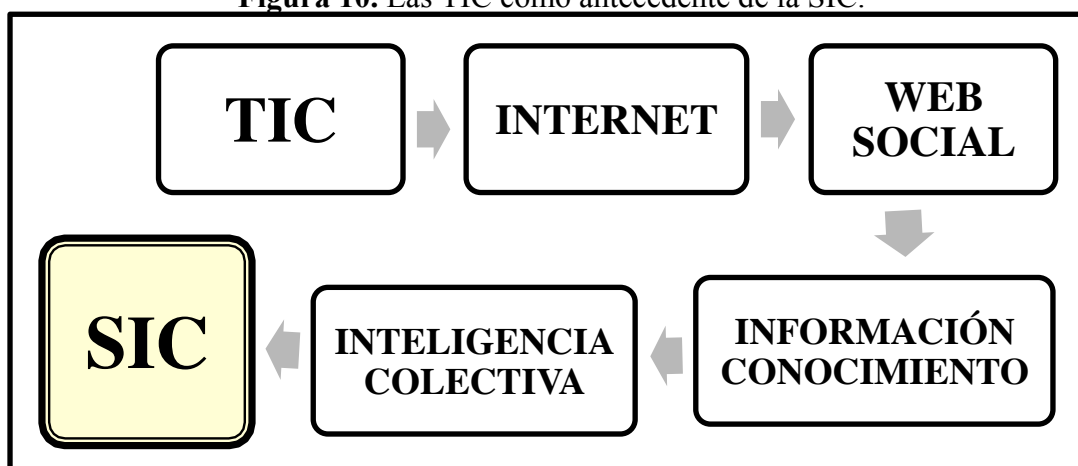 Figura 10. Las TIC como antecedente de la SIC.
TIC
INTERNET
WEB
SOCIAL
INFORMACIÓN
CONOCIMIENTO
INTELIGENCIA
COLECTIVA
SIC